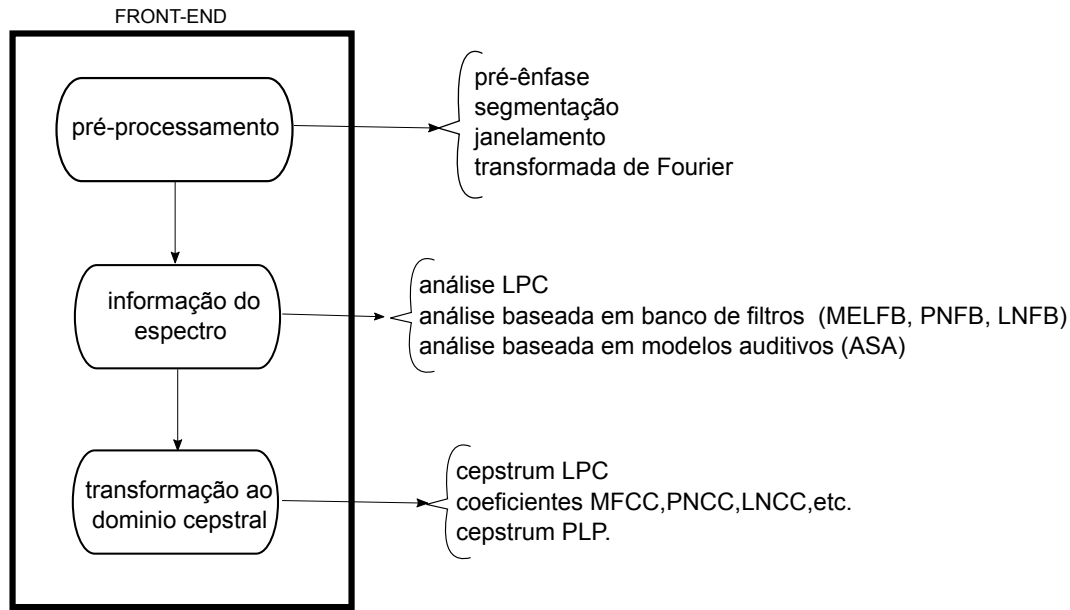 FRONT-END
pré-processamento
pré-ênfase
segmentação
janelamento
transformada de Fourier
informação do
espectro
análise LPC
análise baseada em banco de filtros (MELFB, PNFB, LNFB)
análise baseada em modelos auditivos (ASA)
transformação ao
dominio cepstral
cepstrum LPC
coeficientes MFCC,PNCC,LNCC,etc.
cepstrum PLP.